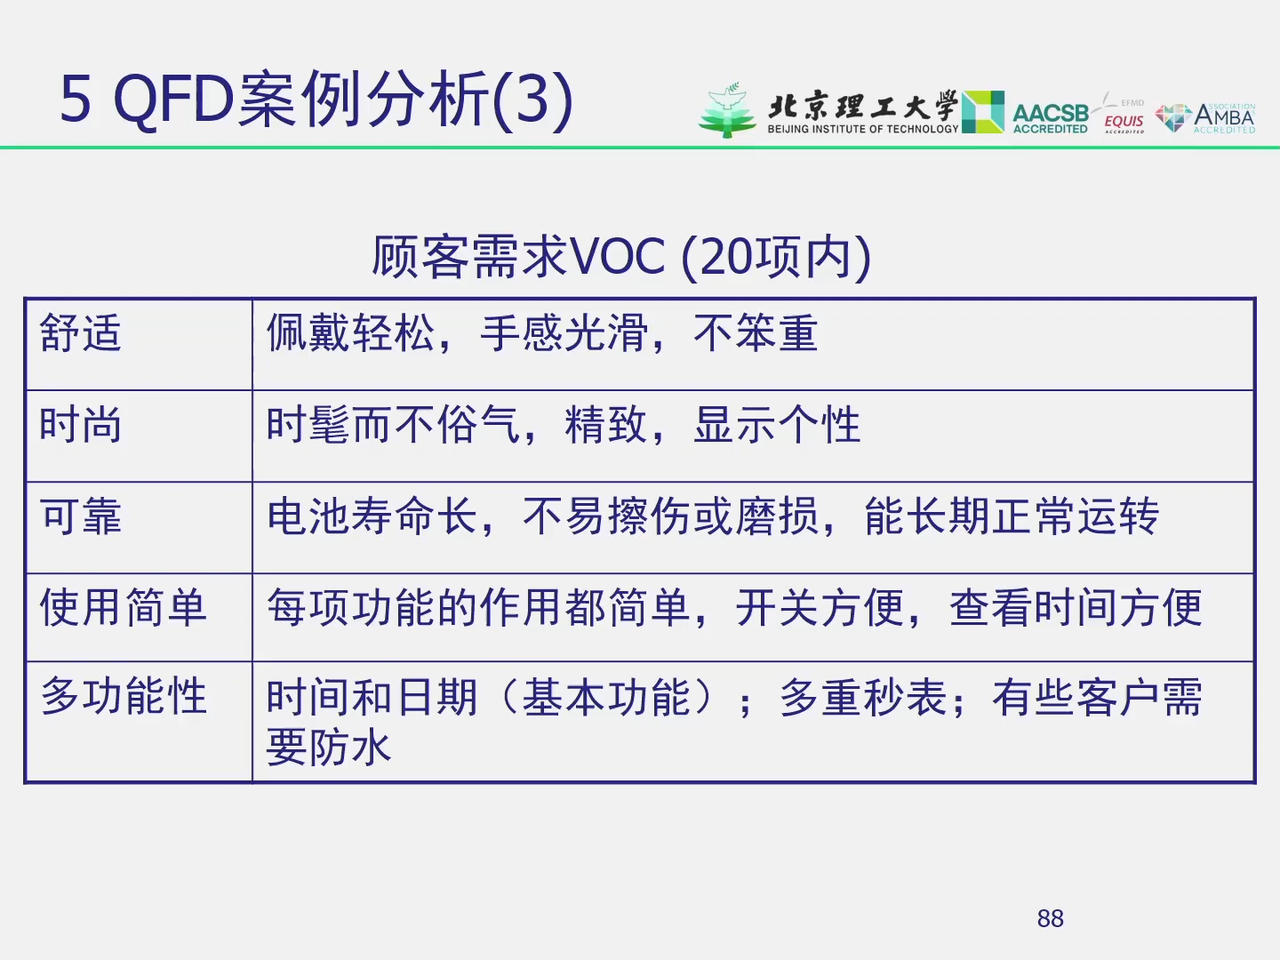 5 QFD案例分析(3)
北京理工大学
BEIJING INSTITUTE OF TECHNOLOGY
AACSB
ACCREDITED
EFMD
EQUIS
ACCREDITED
ASSOCIATION
AMBA
ACCREDITED
顾客需求VOC (20项内)
舒适 佩戴轻松，手感光滑，不笨重
时尚 时髦而不俗气，精致，显示个性
可靠 电池寿命长，不易擦伤或磨损，能长期正常运转
使用简单 每项功能的作用都简单，开关方便，查看时间方便
多功能性 时间和日期（基本功能）；多重秒表；有些客户需
要防水
88